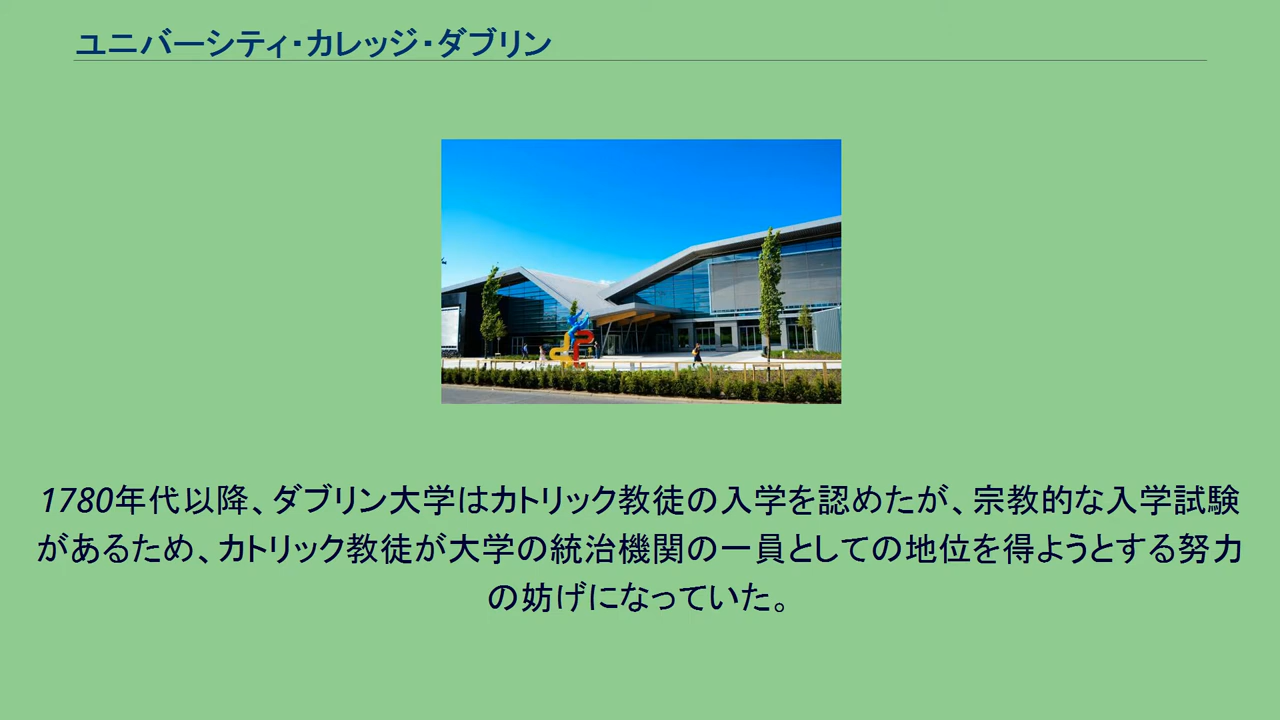 ユニバーシティ・カレッジ・ダブリン
1780年代以降、ダブリン大学はカトリック教徒の入学を認めたが、宗教的な入学試験
があるため、カトリック教徒が大学の統治機関の一員としての地位を得ようとする努力
の妨げになっていた。